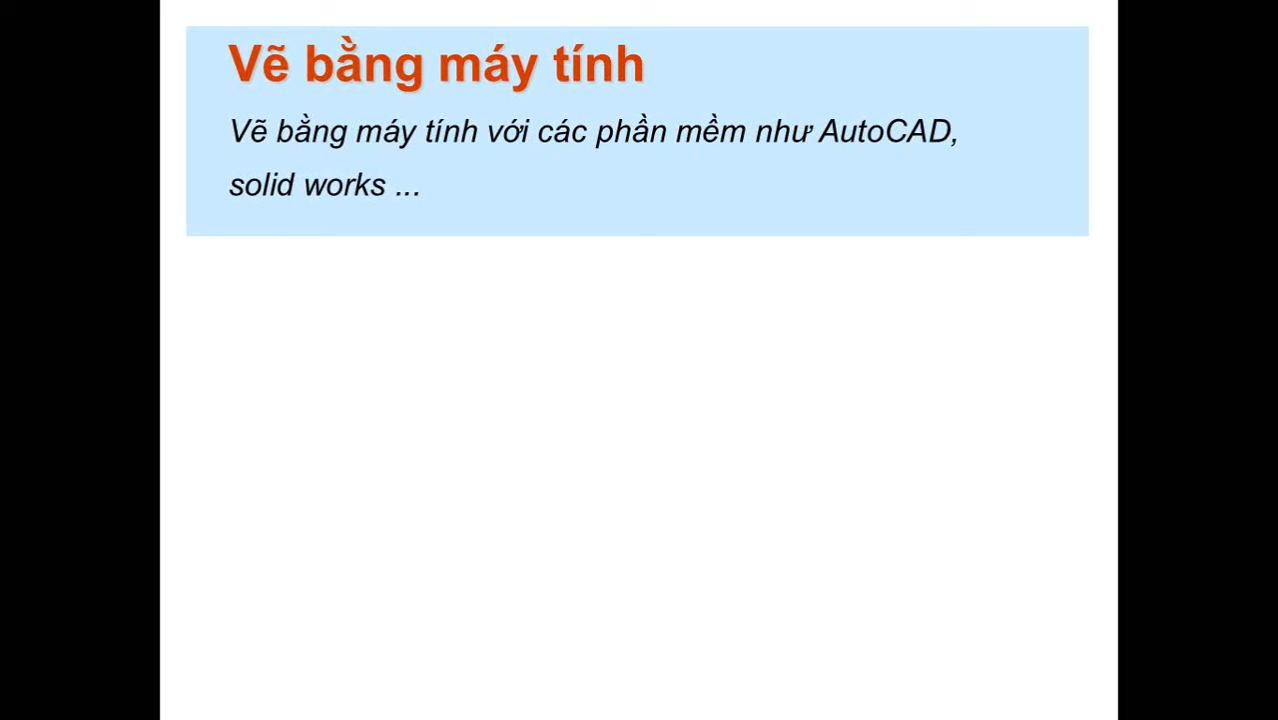 Vẽ bằng máy tính
Vẽ bằng máy tính với các phần mềm như AutoCAD,
solid works ...